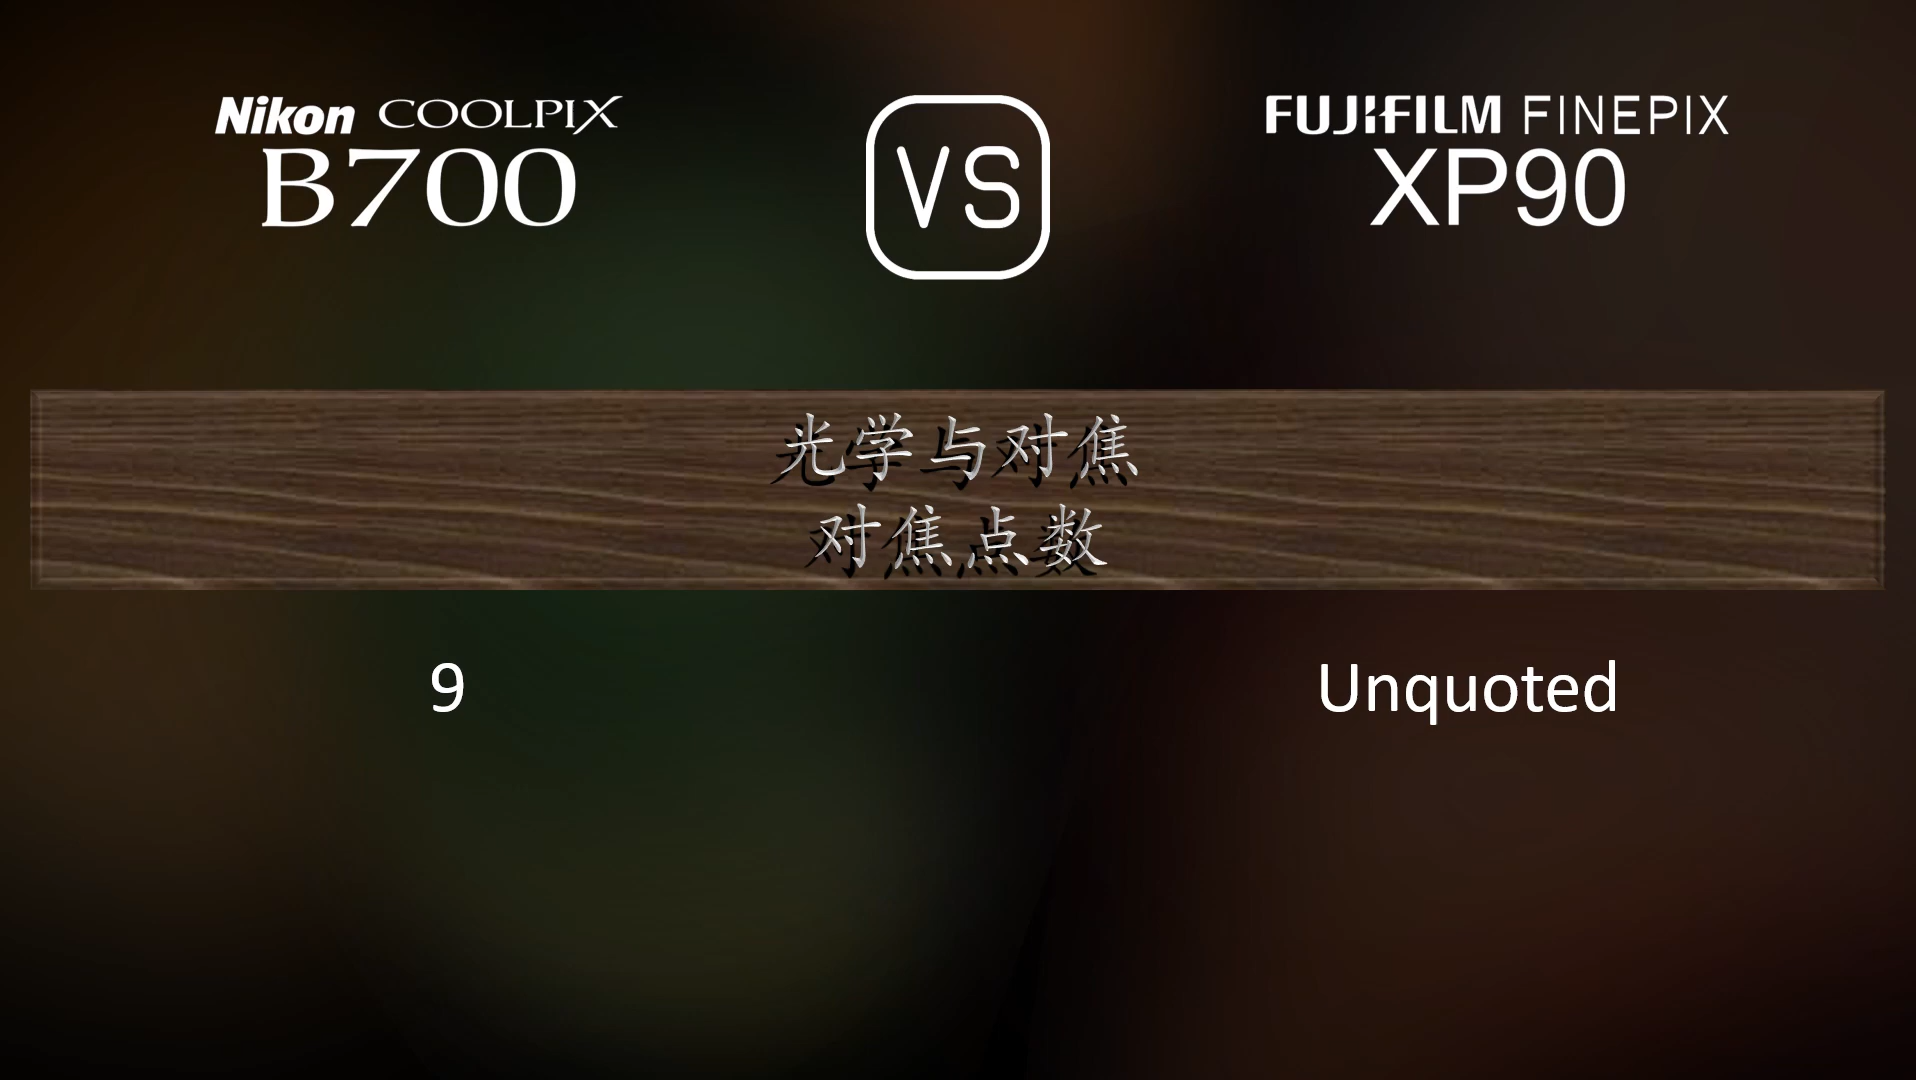 Nikon COOLPIX
B700
VS
FUJIFILM FINEPIX
XP90
光学与对焦
对焦点数
9
Unquoted